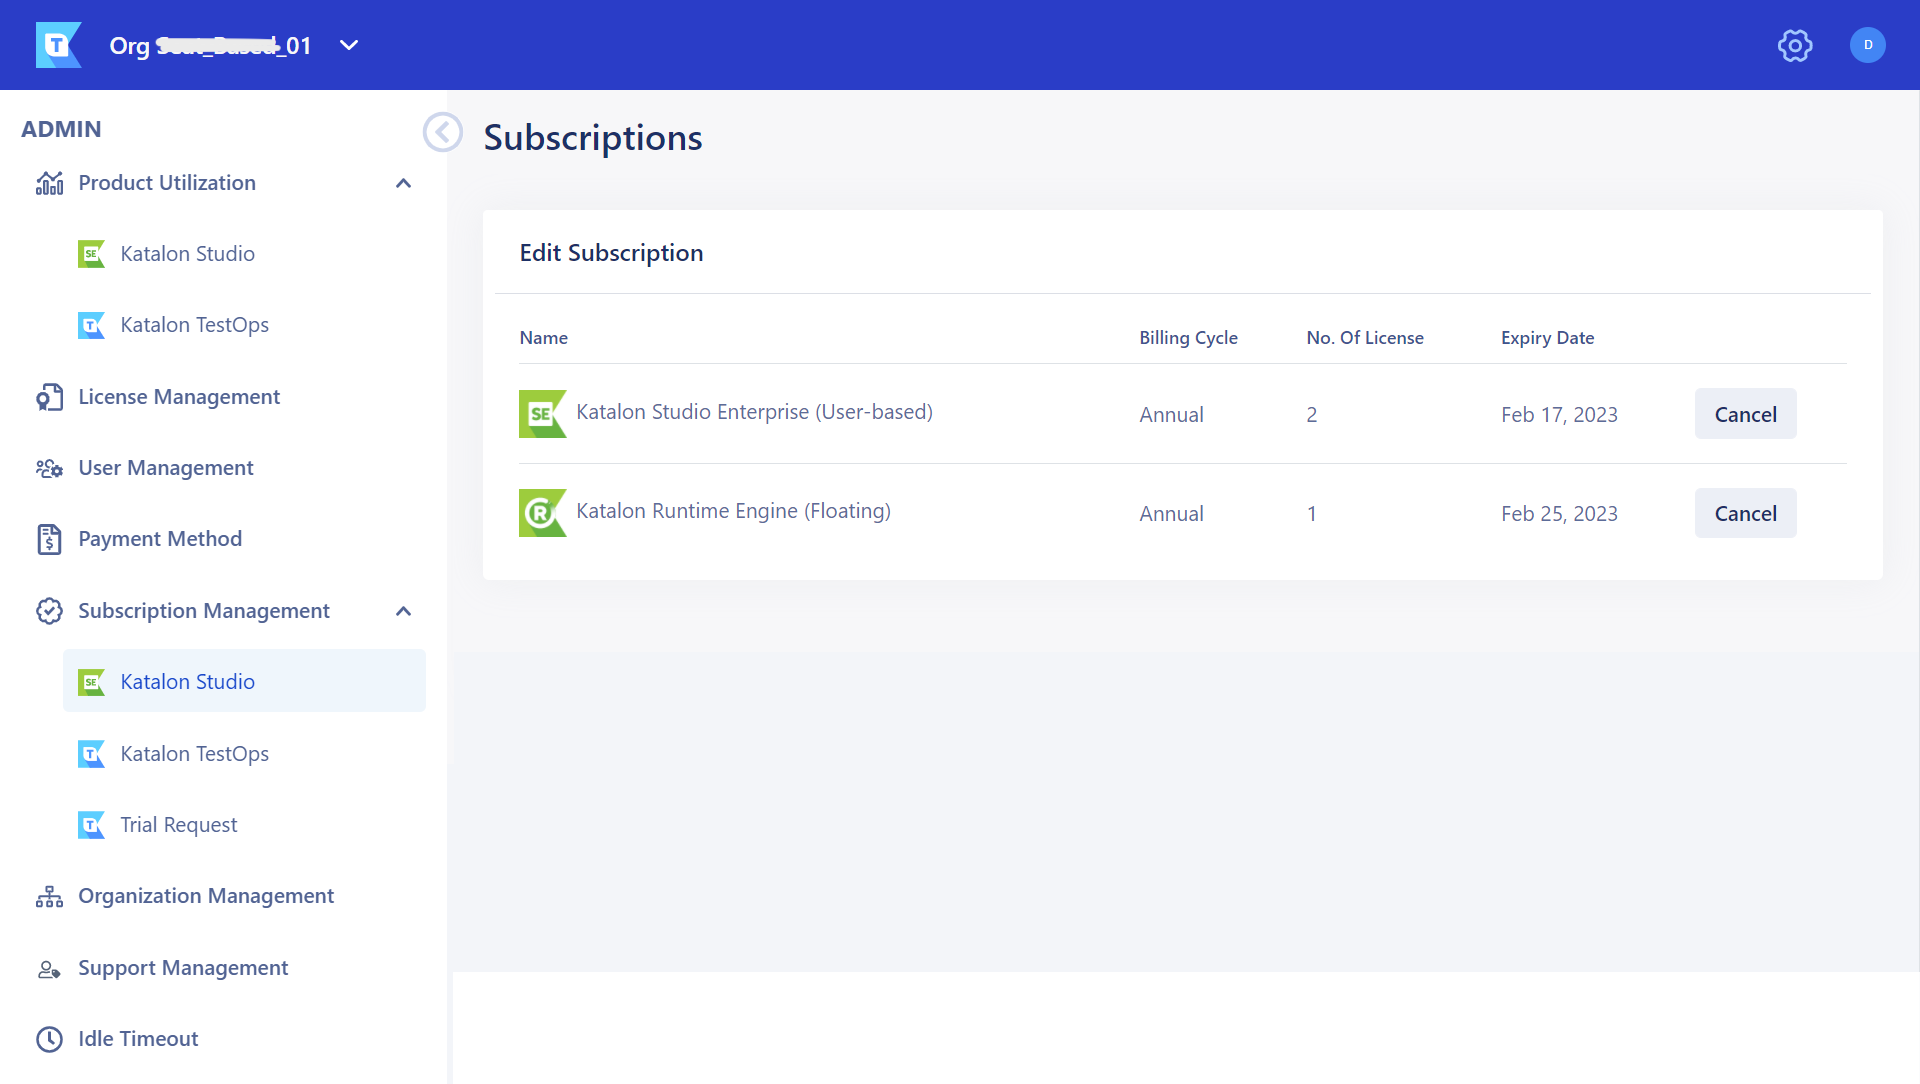 Org _01
D
ADMIN
Product Utilization
SE Katalon Studio
T Katalon TestOps
License Management
User Management
Payment Method
Subscription Management
SE Katalon Studio
T Katalon TestOps
T Trial Request
Organization Management
Support Management
Idle Timeout
Subscriptions
Edit Subscription
Name Billing Cycle No. Of License Expiry Date
SE Katalon Studio Enterprise (User-based) Annual 2 Feb 17, 2023 Cancel
R Katalon Runtime Engine (Floating) Annual 1 Feb 25, 2023 Cancel